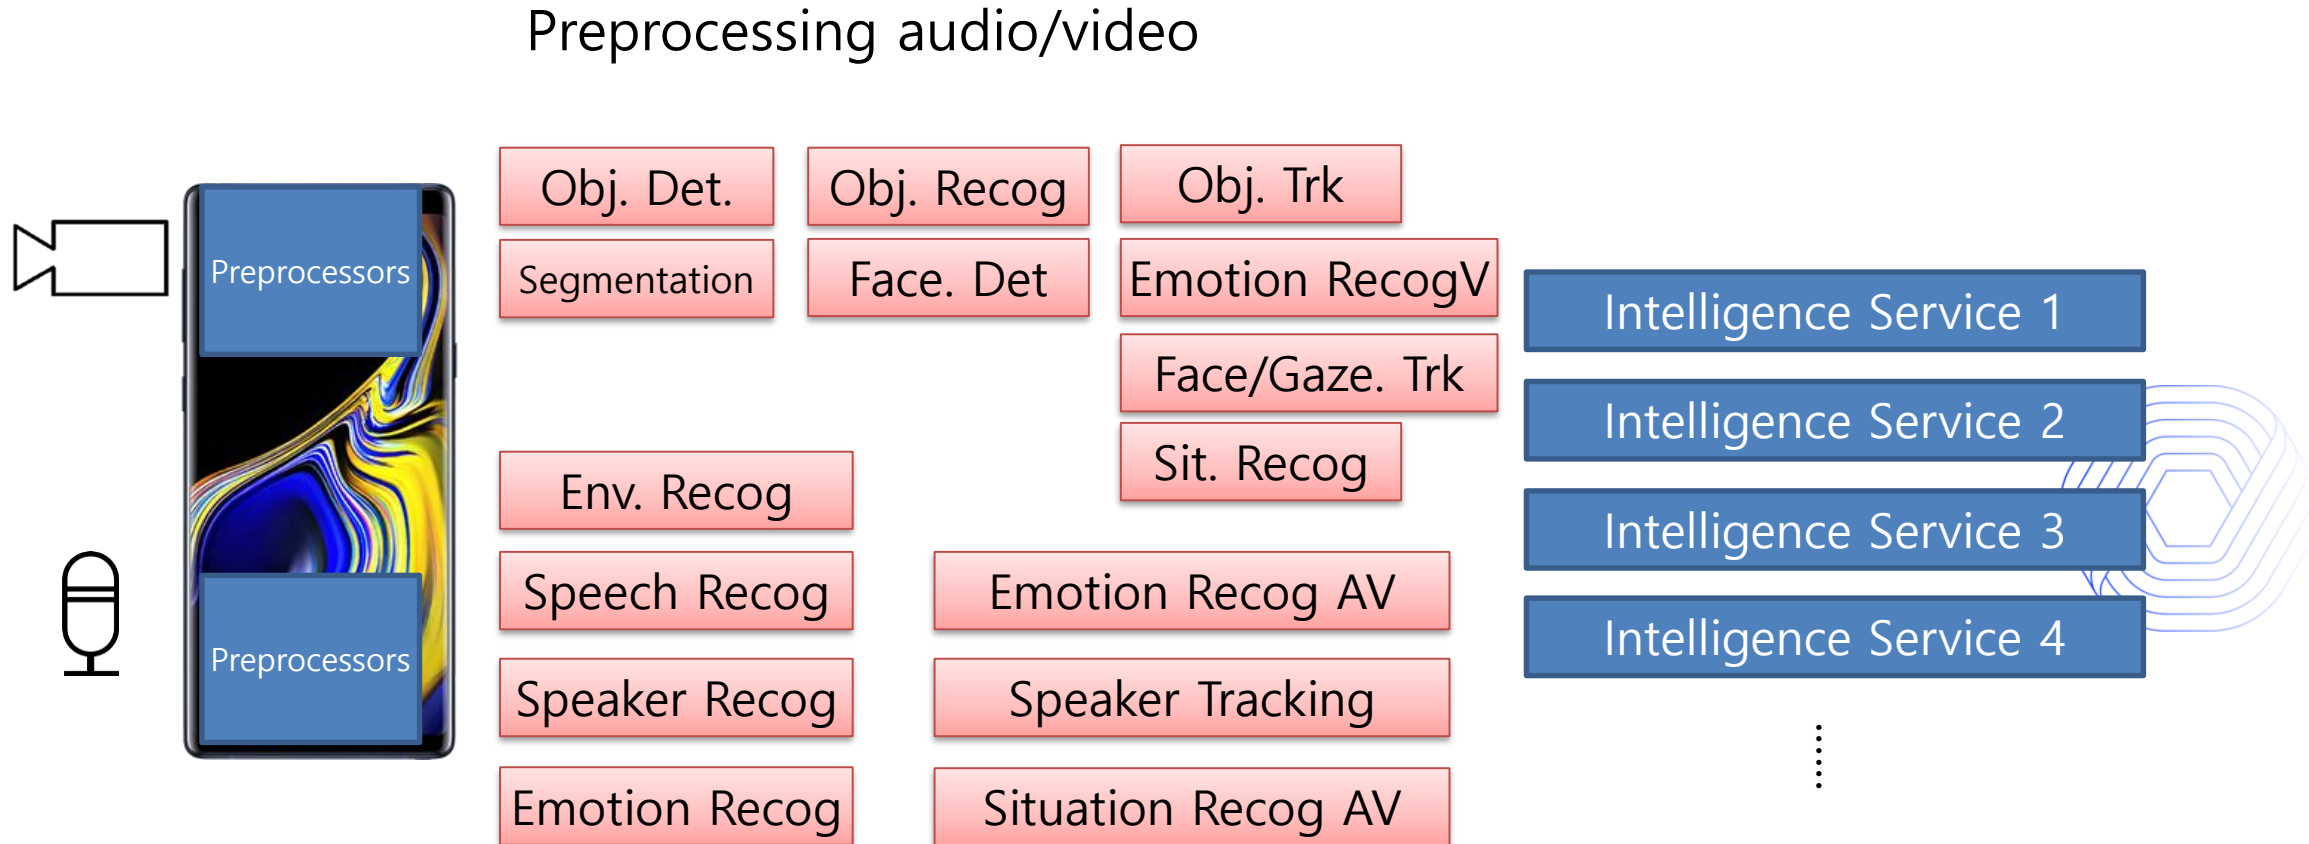 Preprocessing audio/video
Preprocessors
Obj. Det.
Obj. Recog
Obj. Trk
Segmentation
Face. Det
Emotion RecogV
Face/Gaze. Trk
Sit. Recog
Preprocessors
Env. Recog
Speech Recog
Emotion Recog AV
Speaker Recog
Speaker Tracking
Emotion Recog
Situation Recog AV
Intelligence Service 1
Intelligence Service 2
Intelligence Service 3
Intelligence Service 4
.......